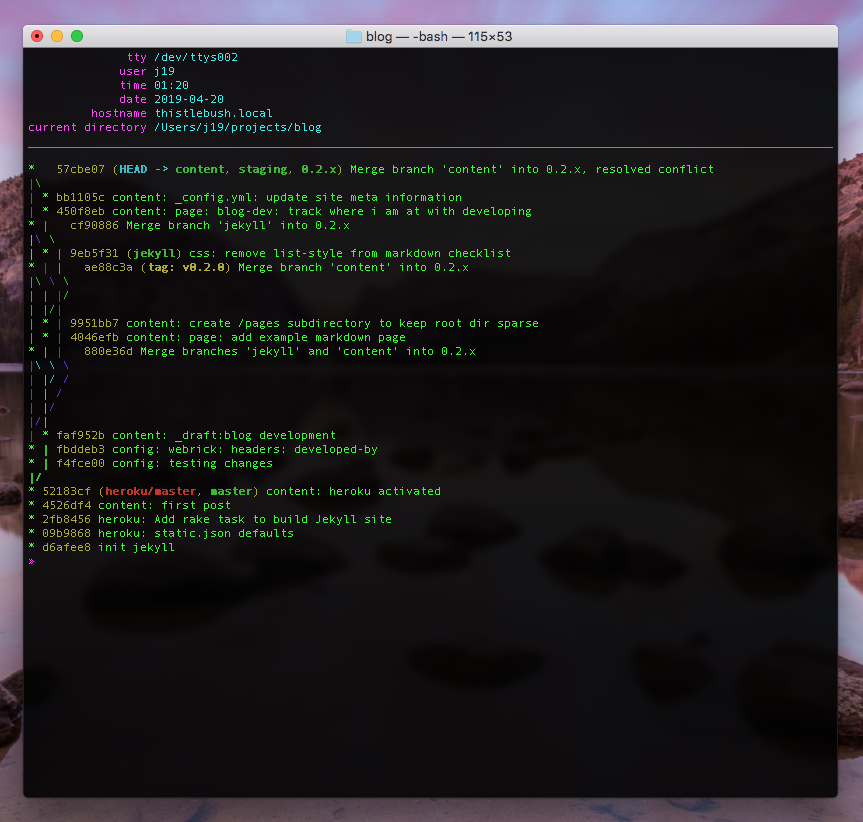 blog — -bash — 115×53
tty /dev/ttys002
user j19
time 01:20
date 2019-04-20
hostname thistlebush.local
current directory /Users/j19/projects/blog
*   57cbe07 (HEAD -> content, staging, 0.2.x) Merge branch 'content' into 0.2.x, resolved conflict
|\
| * bb1105c content: _config.yml: update site meta information
| * 450f8eb content: page: blog-dev: track where i am at with developing
* |   cf90886 Merge branch 'jekyll' into 0.2.x
|\ \
| * | 9eb5f31 (jekyll) css: remove list-style from markdown checklist
* | |   ae88c3a (tag: v0.2.0) Merge branch 'content' into 0.2.x
|\ \ \
| | |/
| |/|
| * | 9951bb7 content: create /pages subdirectory to keep root dir sparse
| * | 4046efb content: page: add example markdown page
* | |   880e36d Merge branches 'jekyll' and 'content' into 0.2.x
|\ \ \
| |/ /
| | /
| |/
|/|
| * faf952b content: _draft:blog development
* | fbddeb3 config: webrick: headers: developed-by
* | f4fce00 config: testing changes
|/
* 52183cf (heroku/master, master) content: heroku activated
* 4526df4 content: first post
* 2fb8456 heroku: Add rake task to build Jekyll site
* 09b9868 heroku: static.json defaults
* d6afee8 init jekyll
»